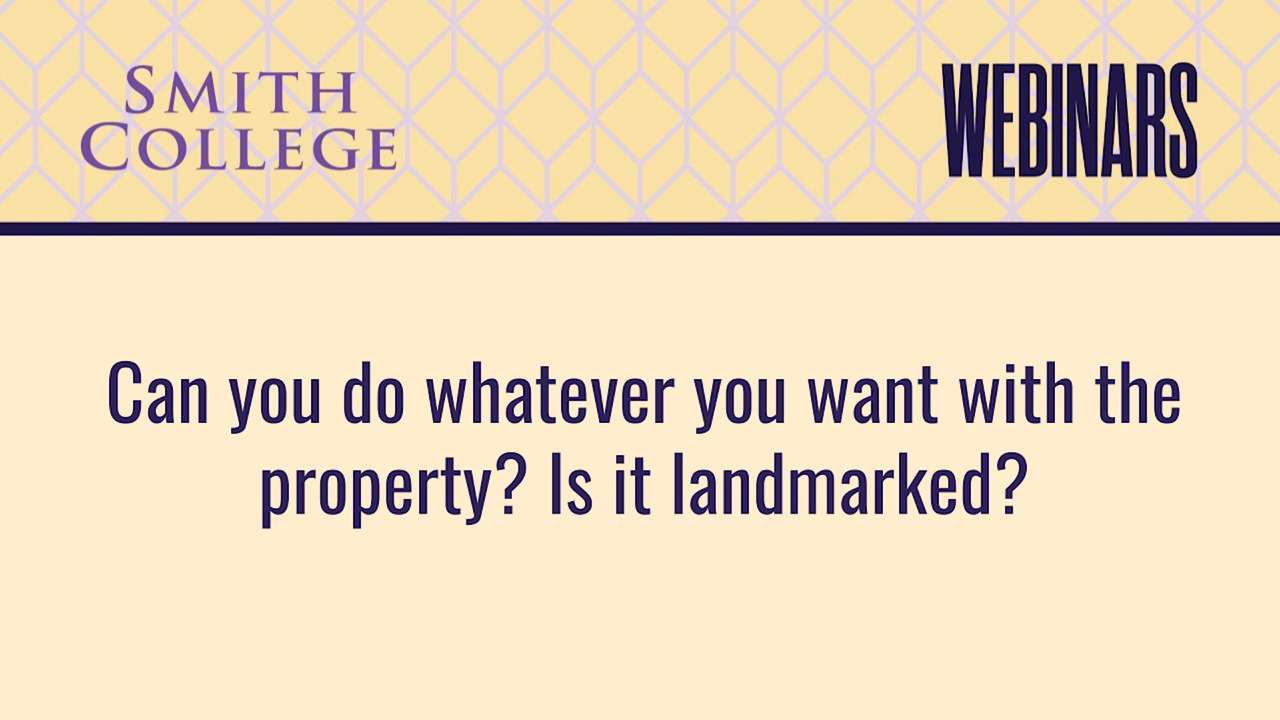 SMITH
COLLEGE
WEBINARS
Can you do whatever you want with the
property? Is it landmarked?